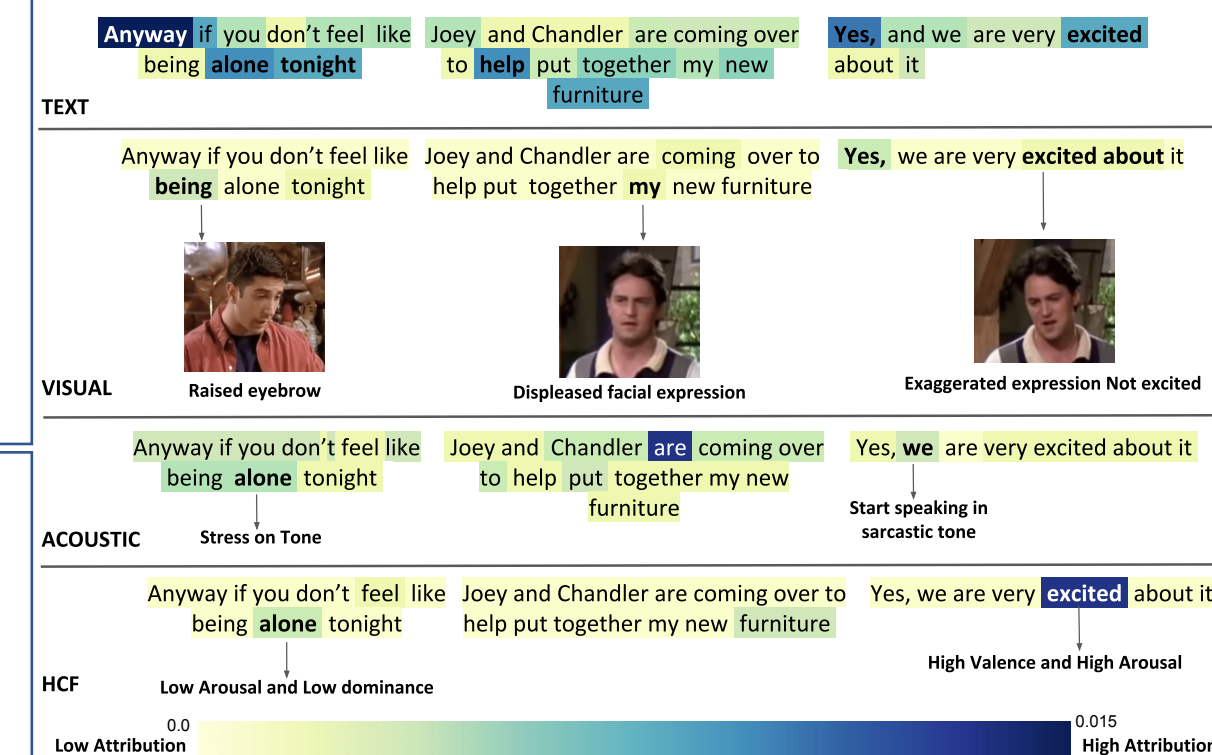 Anyway if you don't feel like
being alone tonight
Joey and Chandler are coming over
to help put together my new
furniture
Yes, and we are very excited
about it
TEXT
Anyway if you don't feel like
being alone tonight
Joey and Chandler are coming over to
help put together my new furniture
Yes, we are very excited about it
Raised eyebrow
Displeased facial expression
Exaggerated expression Not excited
VISUAL
Anyway if you don't feel like
being alone tonight
Joey and Chandler are coming over
to help put together my new
furniture
Yes, we are very excited about it
Stress on Tone
Start speaking in
sarcastic tone
ACOUSTIC
Anyway if you don't feel like
being alone tonight
Joey and Chandler are coming over to
help put together my new furniture
Yes, we are very excited about it
Low Arousal and Low dominance
High Valence and High Arousal
HCF
0.0
0.015
Low Attribution
High Attribution